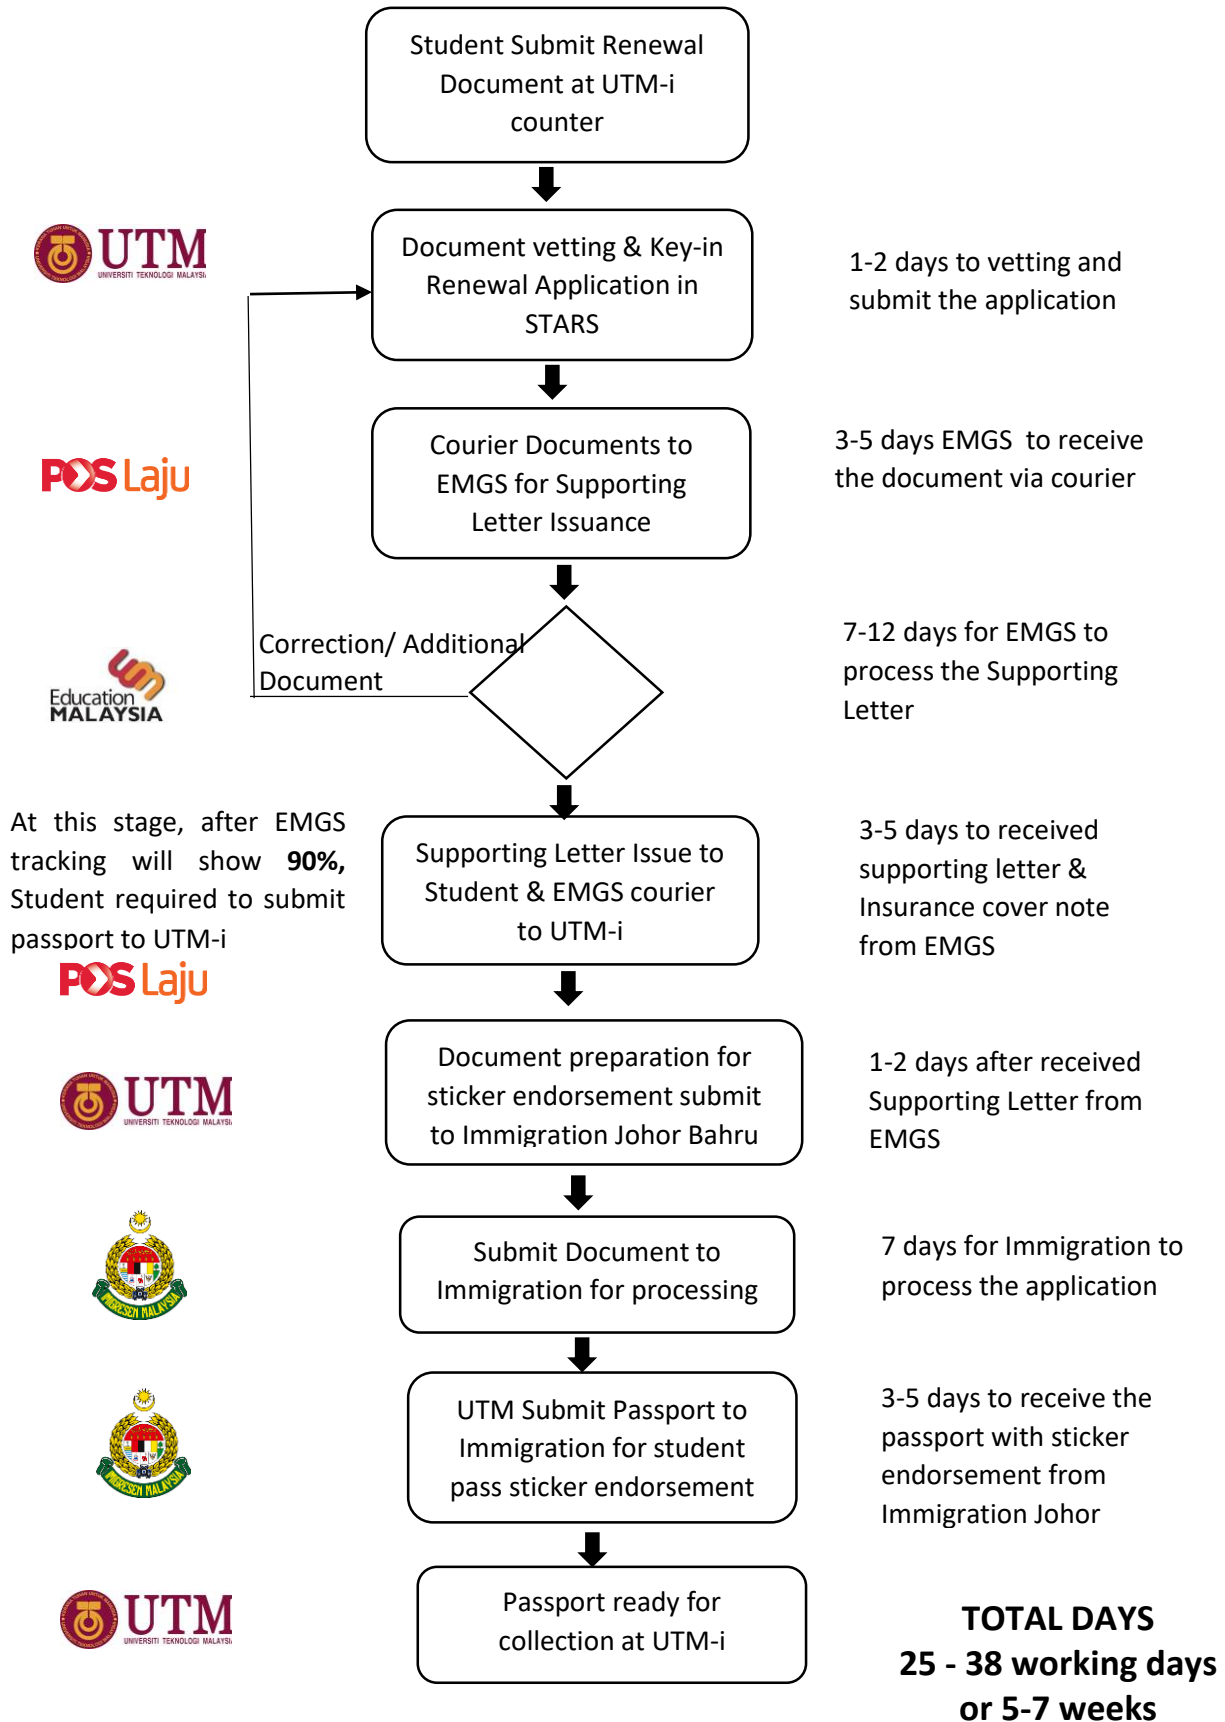 Student Submit Renewal
Document at UTM-i
counter
UTM
UNIVERSITI TEKNOLOGI MALAYSI
Document vetting & Key-in
Renewal Application in
STARS
1-2 days to vetting and
submit the application
POS Laju
Courier Documents to
EMGS for Supporting
Letter Issuance
3-5 days EMGS to receive
the document via courier
Education
MALAYSIA
Correction/ Additional
Document
7-12 days for EMGS to
process the Supporting
Letter
At this stage, after EMGS
tracking will show 90%,
Student required to submit
passport to UTM-i
POS Laju
Supporting Letter Issue to
Student & EMGS courier
to UTM-i
3-5 days to received
supporting letter &
Insurance cover note
from EMGS
UTM
UNIVERSITI TEKNOLOGI MALAYSI
Document preparation for
sticker endorsement submit
to Immigration Johor Bahru
1-2 days after received
Supporting Letter from
EMGS
IMIGRESEN MALAYSIA
Submit Document to
Immigration for processing
7 days for Immigration to
process the application
IMIGRESEN MALAYSIA
UTM Submit Passport to
Immigration for student
pass sticker endorsement
3-5 days to receive the
passport with sticker
endorsement from
Immigration Johor
UTM
UNIVERSITI TEKNOLOGI MALAYSI
Passport ready for
collection at UTM-i
TOTAL DAYS
25 - 38 working days
or 5-7 weeks